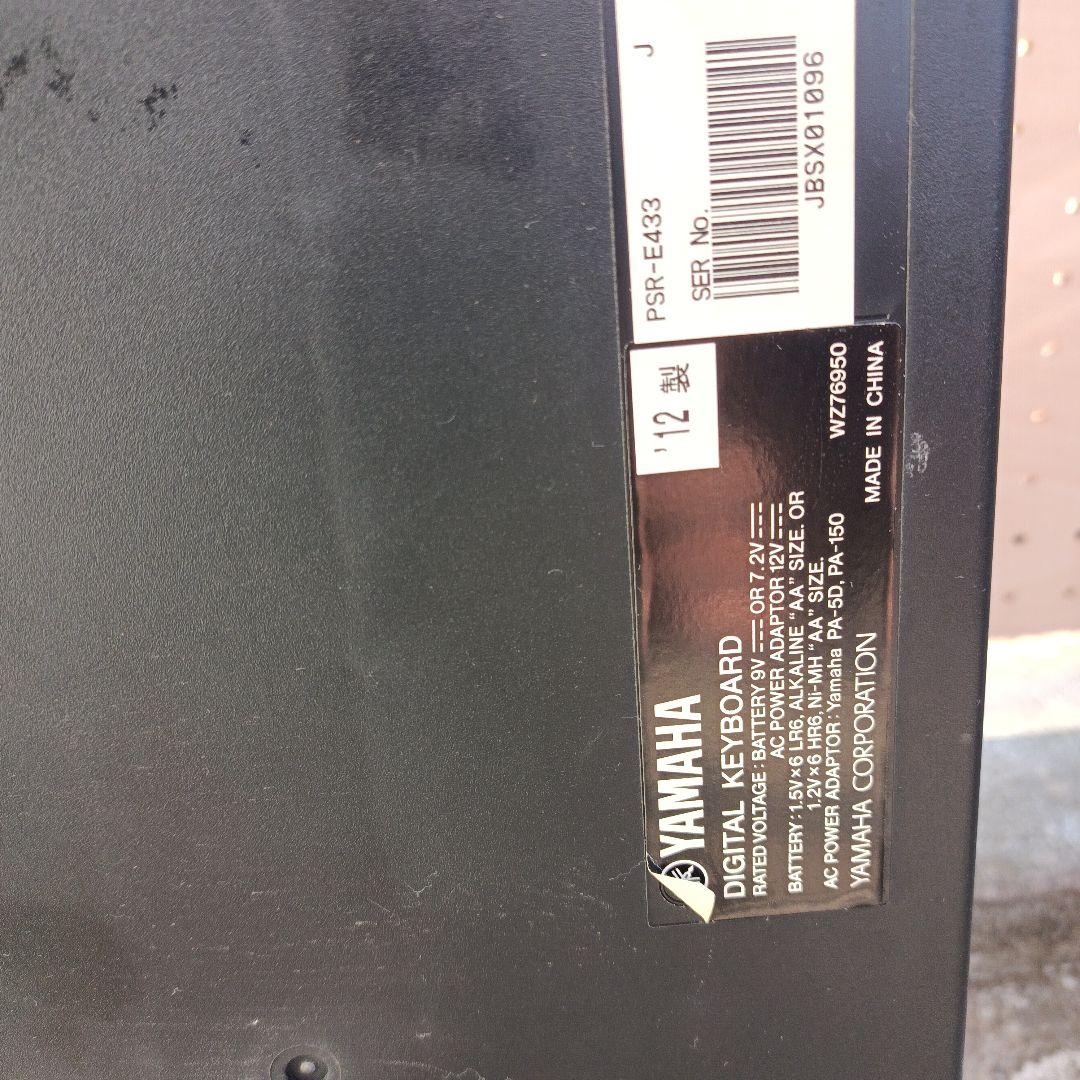 PSR-E433 J
SER No.
JBSX01096
'12 製
YAMAHA
DIGITAL KEYBOARD
RATED VOLTAGE : BATTERY 9V ⎓ OR 7.2V ⎓
AC POWER ADAPTOR 12V ⎓
BATTERY : 1.5V×6 LR6, ALKALINE "AA" SIZE. OR
1.2V×6 HR6, Ni-MH "AA" SIZE.
AC POWER ADAPTOR : Yamaha PA-5D, PA-150
YAMAHA CORPORATION
WZ76950
MADE IN CHINA